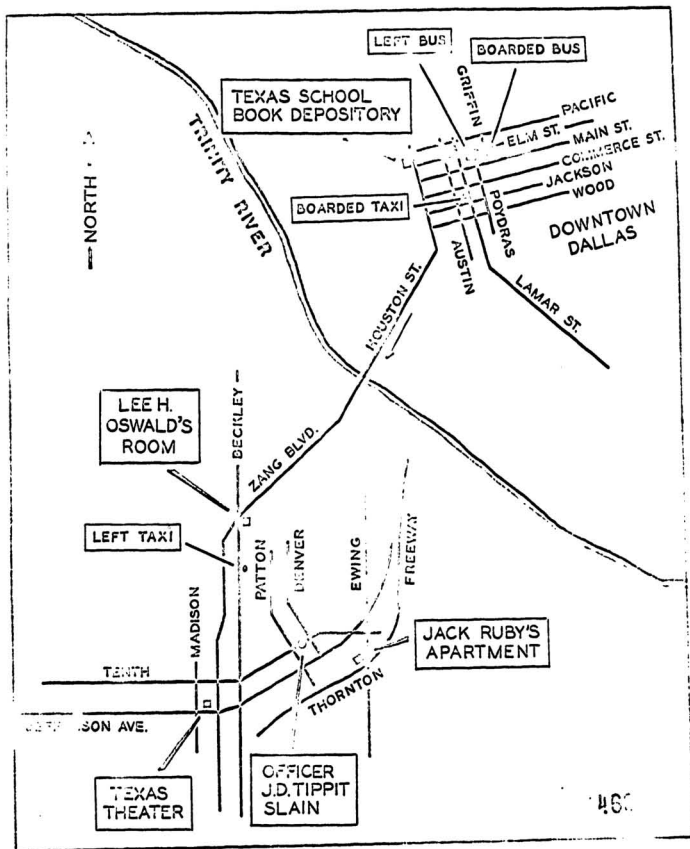 LEFT BUS
BOARDED BUS
TEXAS SCHOOL
BOOK DEPOSITORY
GRIFFIN
PACIFIC
ELM ST.
MAIN ST.
COMMERCE ST.
JACKSON
WOOD
NORTH
TRINITY RIVER
BOARDED TAXI
POYDRAS
DOWNTOWN
DALLAS
AUSTIN
HOUSTON ST.
LAMAR ST.
LEE H.
OSWALD'S
ROOM
BECKLEY
ZANG BLVD.
LEFT TAXI
PATTON
DENVER
EWING
FREEWAY
MADISON
JACK RUBY'S
APARTMENT
TENTH
THORNTON
SON AVE.
TEXAS
THEATER
OFFICER
J.D. TIPPIT
SLAIN